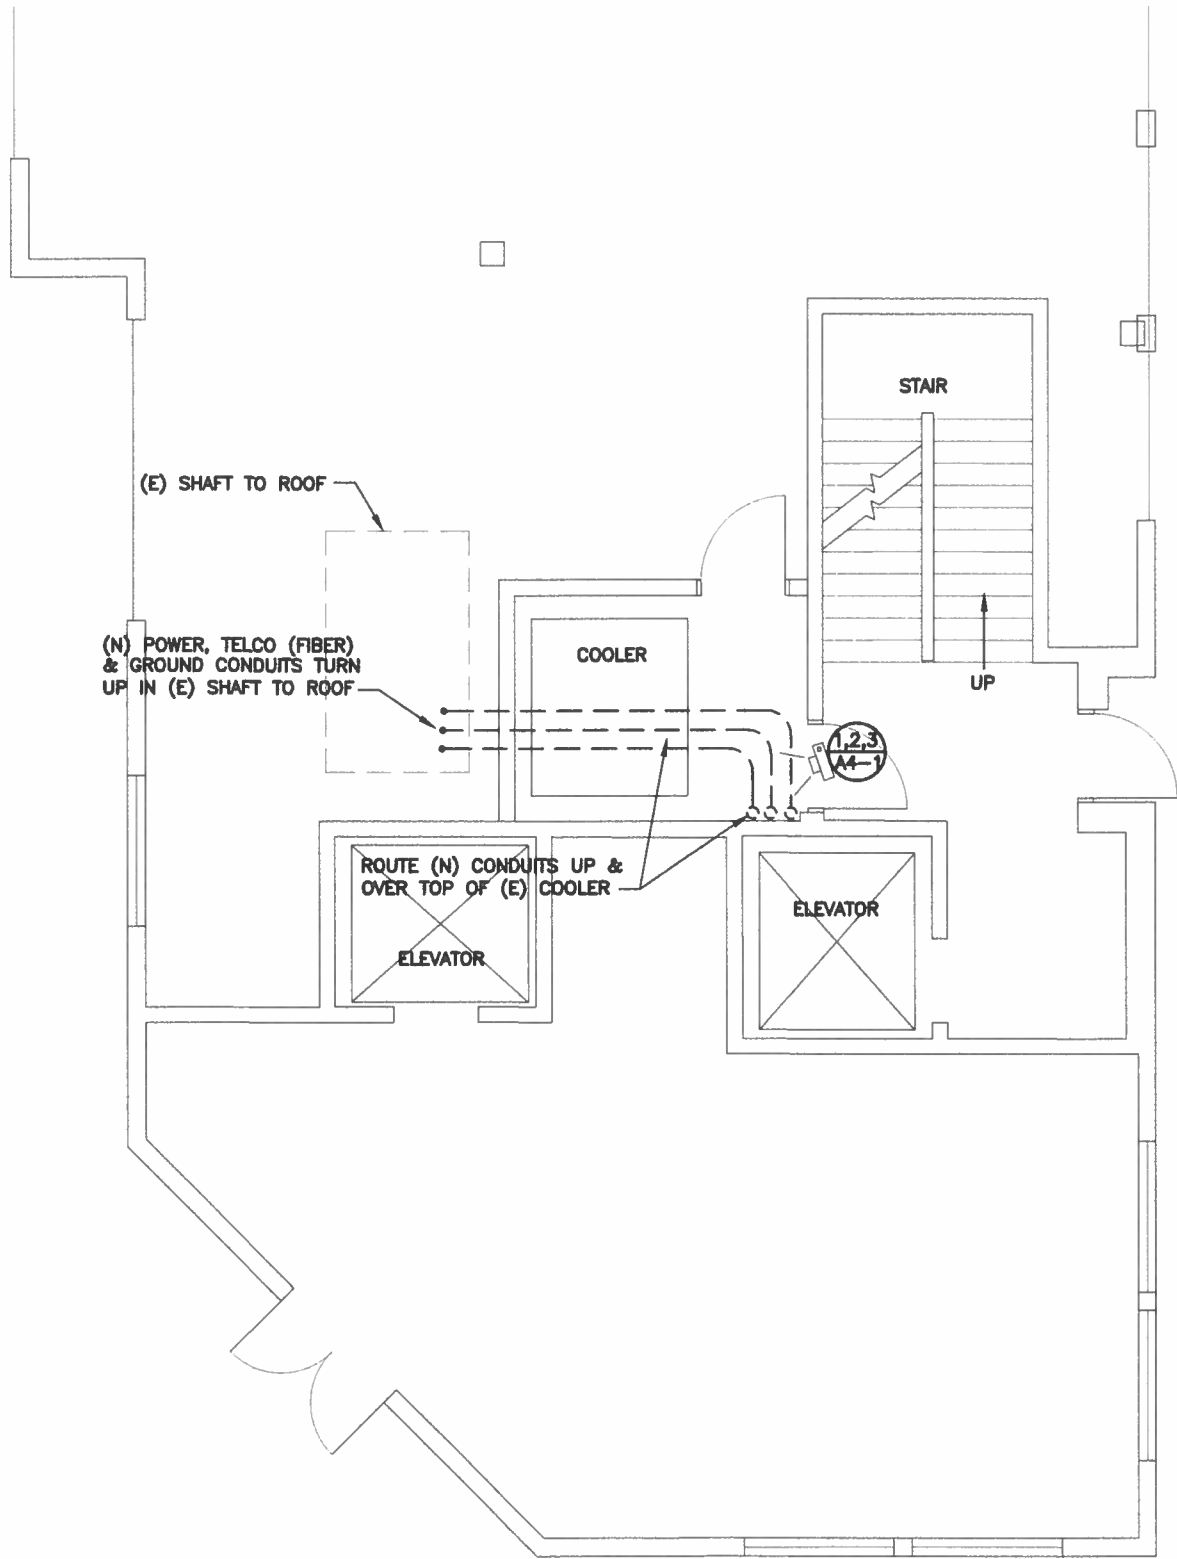 STAIR
(E) SHAFT TO ROOF
(N) POWER, TELCO (FIBER)
& GROUND CONDUITS TURN
UP IN (E) SHAFT TO ROOF
COOLER
UP
1,2,3
A4-1
ROUTE (N) CONDUITS UP &
OVER TOP OF (E) COOLER
ELEVATOR
ELEVATOR